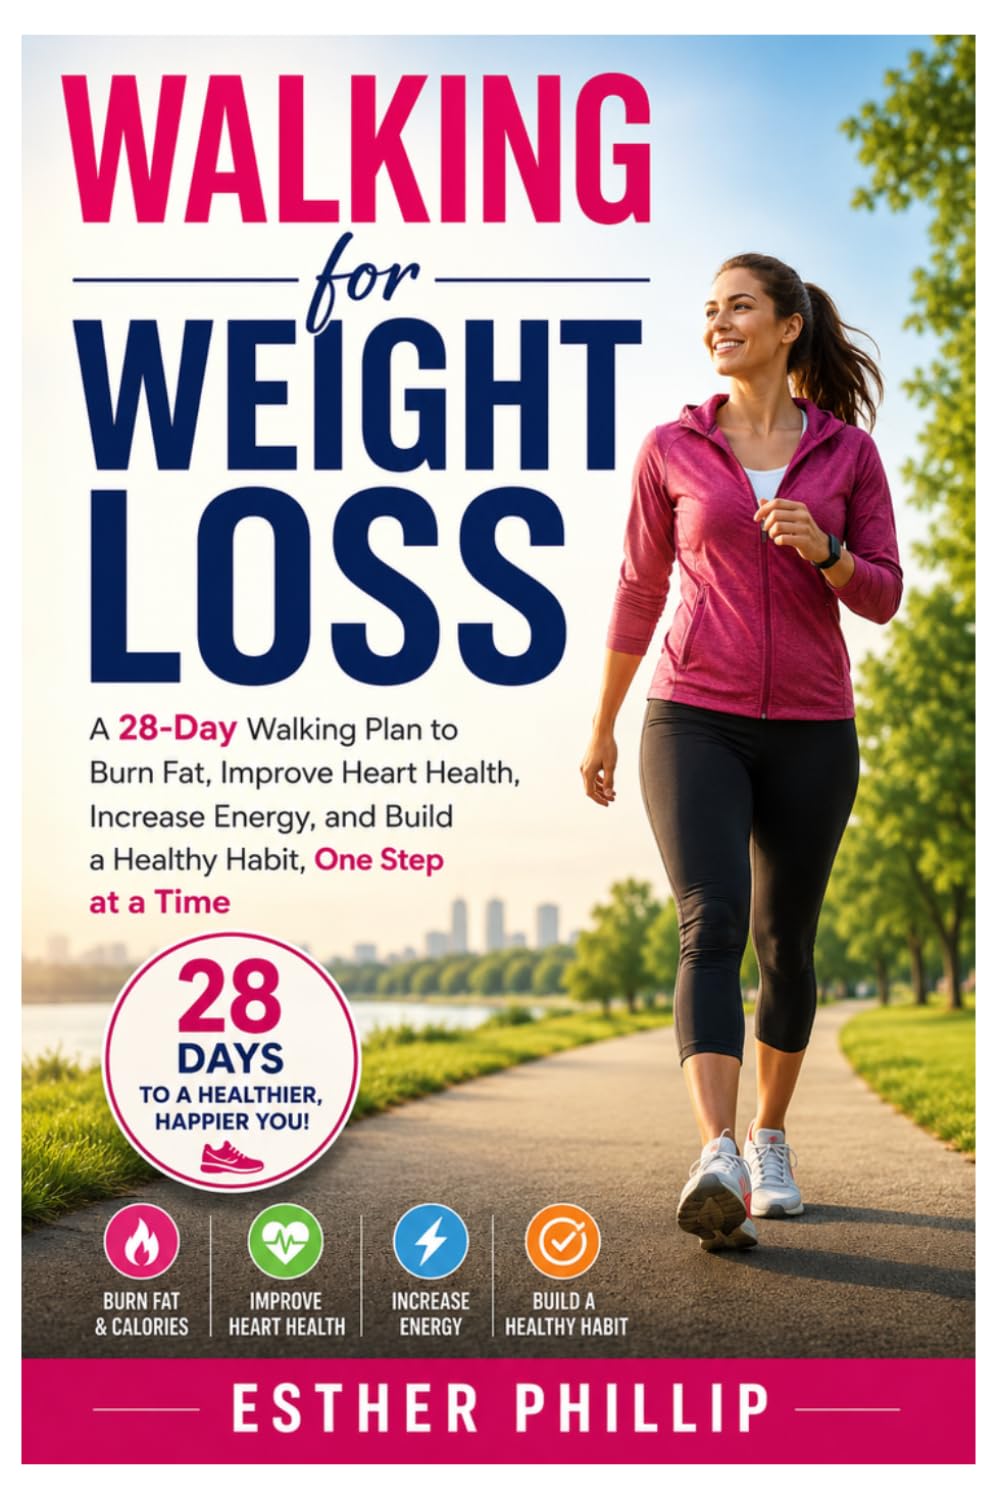 WALKING
for
WEIGHT
LOSS
A 28-Day Walking Plan to
Burn Fat, Improve Heart Health,
Increase Energy, and Build
a Healthy Habit, One Step
at a Time
28
DAYS
TO A HEALTHIER,
HAPPIER YOU!
BURN FAT
& CALORIES
IMPROVE
HEART HEALTH
INCREASE
ENERGY
BUILD A
HEALTHY HABIT
ESTHER PHILLIP